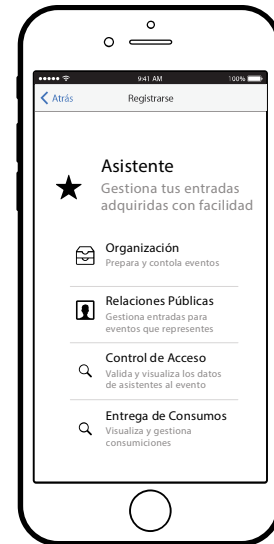 9:41 AM 100%
Atrás Registrarse
Asistente
Gestiona tus entradas
adquiridas con facilidad
Organización
Prepara y contola eventos
Relaciones Públicas
Gestiona entradas para
eventos que representes
Control de Acceso
Valida y visualiza los datos
de asistentes al evento
Entrega de Consumos
Visualiza y gestiona
consumiciones